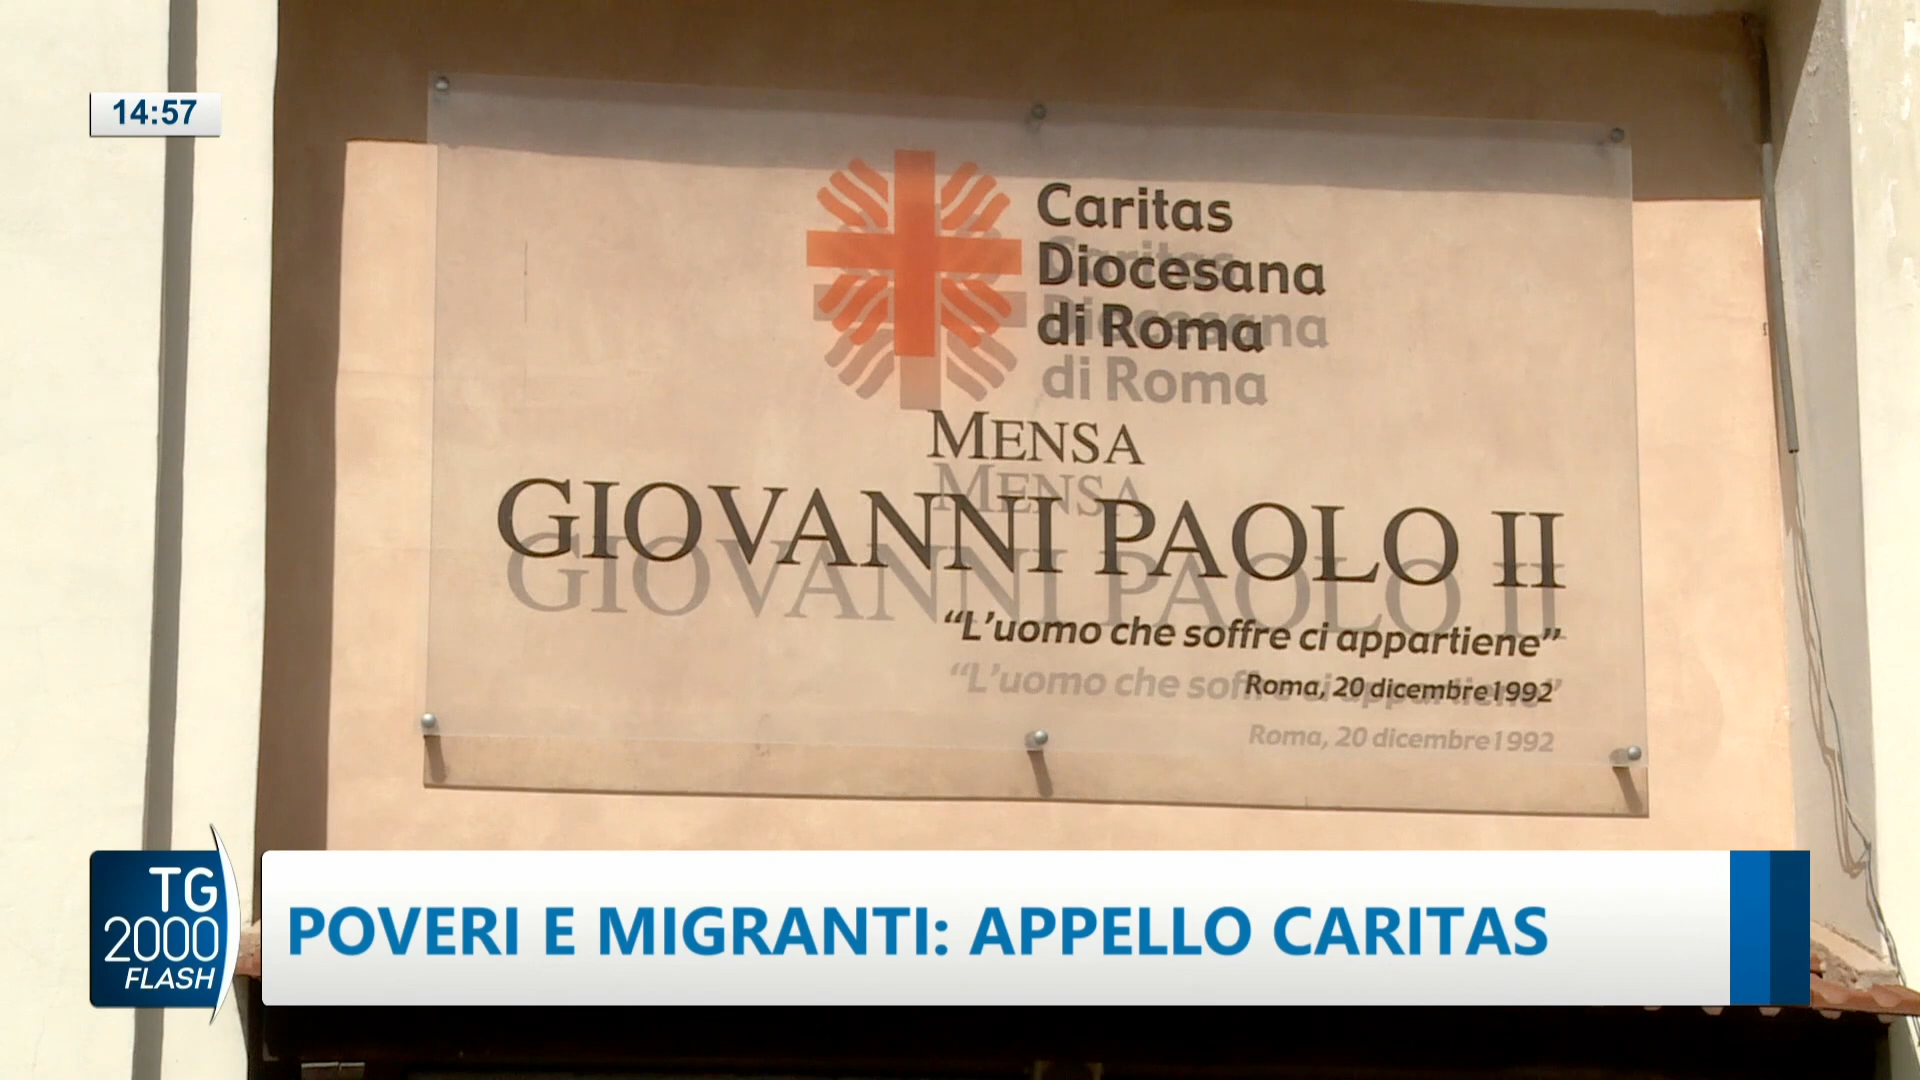 14:57
Caritas
Diocesana
di Roma
MENSA
GIOVANNI PAOLO II
“L’uomo che soffre ci appartiene”
Roma, 20 dicembre 1992
TG
2000
FLASH
POVERI E MIGRANTI: APPELLO CARITAS